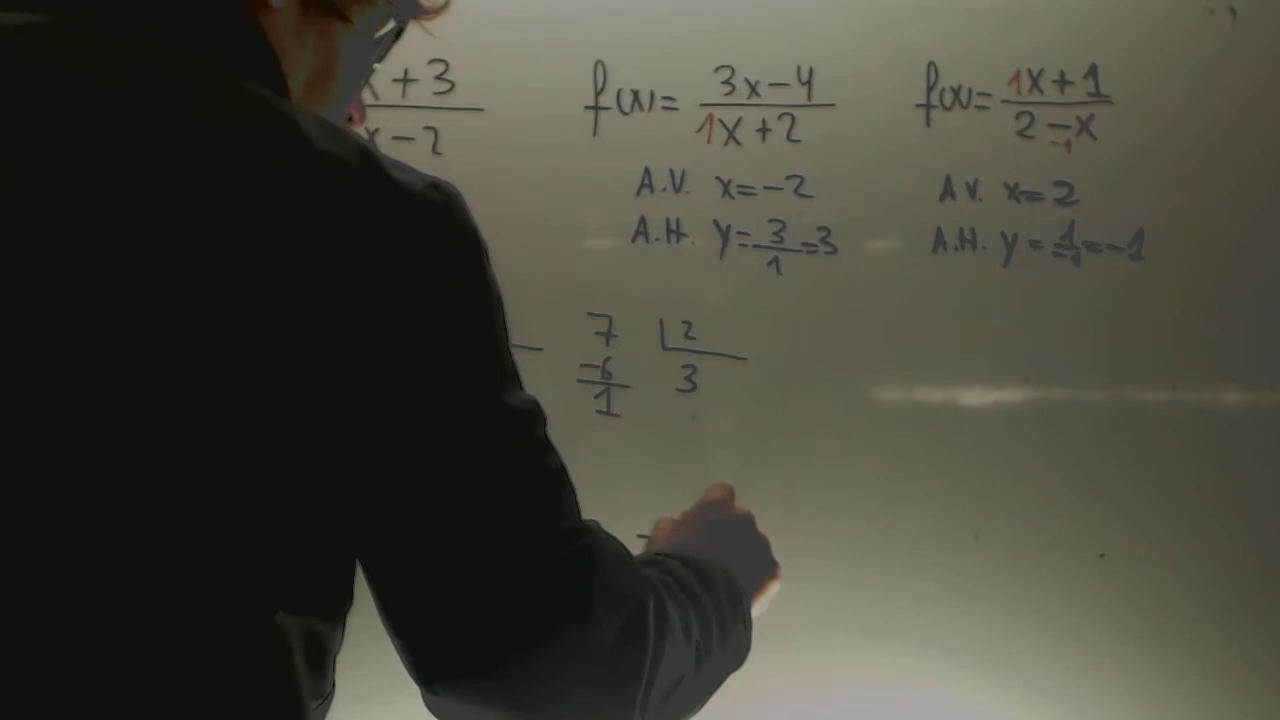 x + 3 / x - 2
f(x) = 3x - 4 / 1x + 2
A.V. x = -2
A.H. y = 3/1 = 3
f(x) = 1x + 1 / 2 - x
-1
A.V. x = 2
A.H. y = 1/-1 = -1
7 2
-6 3
1